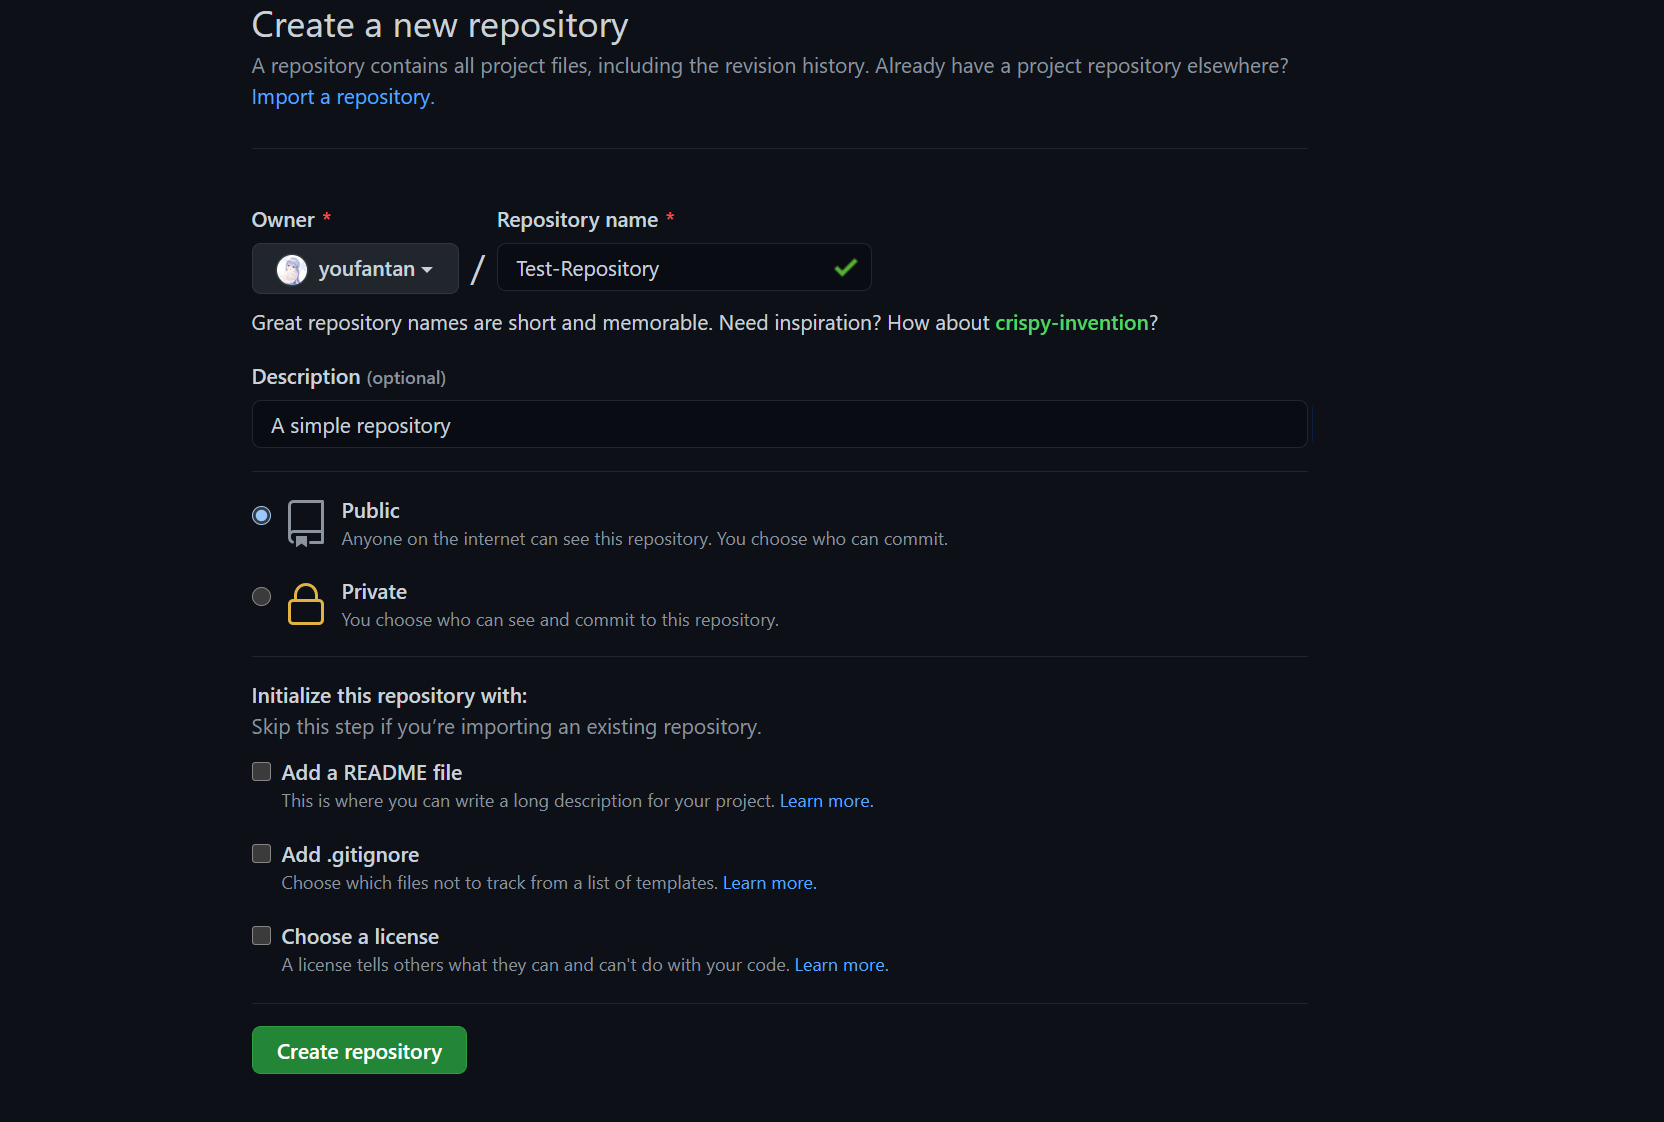 Create a new repository
A repository contains all project files, including the revision history. Already have a project repository elsewhere?
Import a repository.
Owner * Repository name *
youfantan / Test-Repository
Great repository names are short and memorable. Need inspiration? How about crispy-invention?
Description (optional)
A simple repository
Public
Anyone on the internet can see this repository. You choose who can commit.
Private
You choose who can see and commit to this repository.
Initialize this repository with:
Skip this step if you’re importing an existing repository.
Add a README file
This is where you can write a long description for your project. Learn more.
Add .gitignore
Choose which files not to track from a list of templates. Learn more.
Choose a license
A license tells others what they can and can't do with your code. Learn more.
Create repository